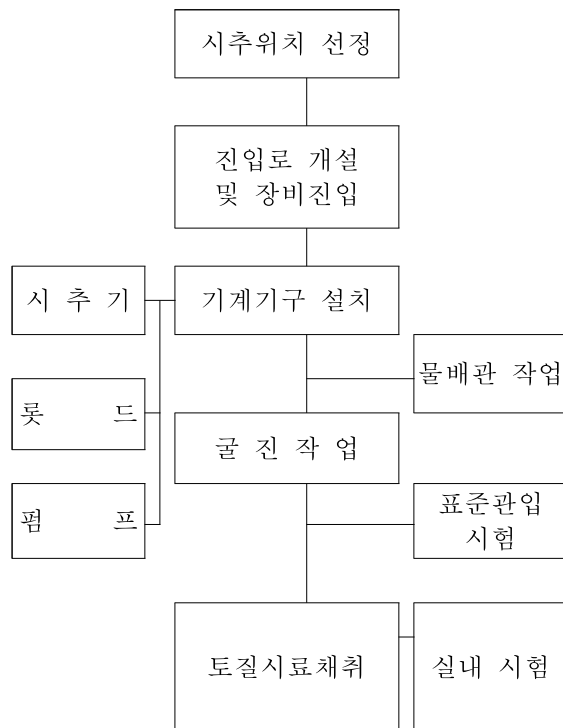 시추위치 선정
진입로 개설
및 장비진입
시 추 기
기계기구 설치
물배관 작업
롯 드
굴 진 작 업
펌 프
표준관입
시험
토질시료채취
실내 시험